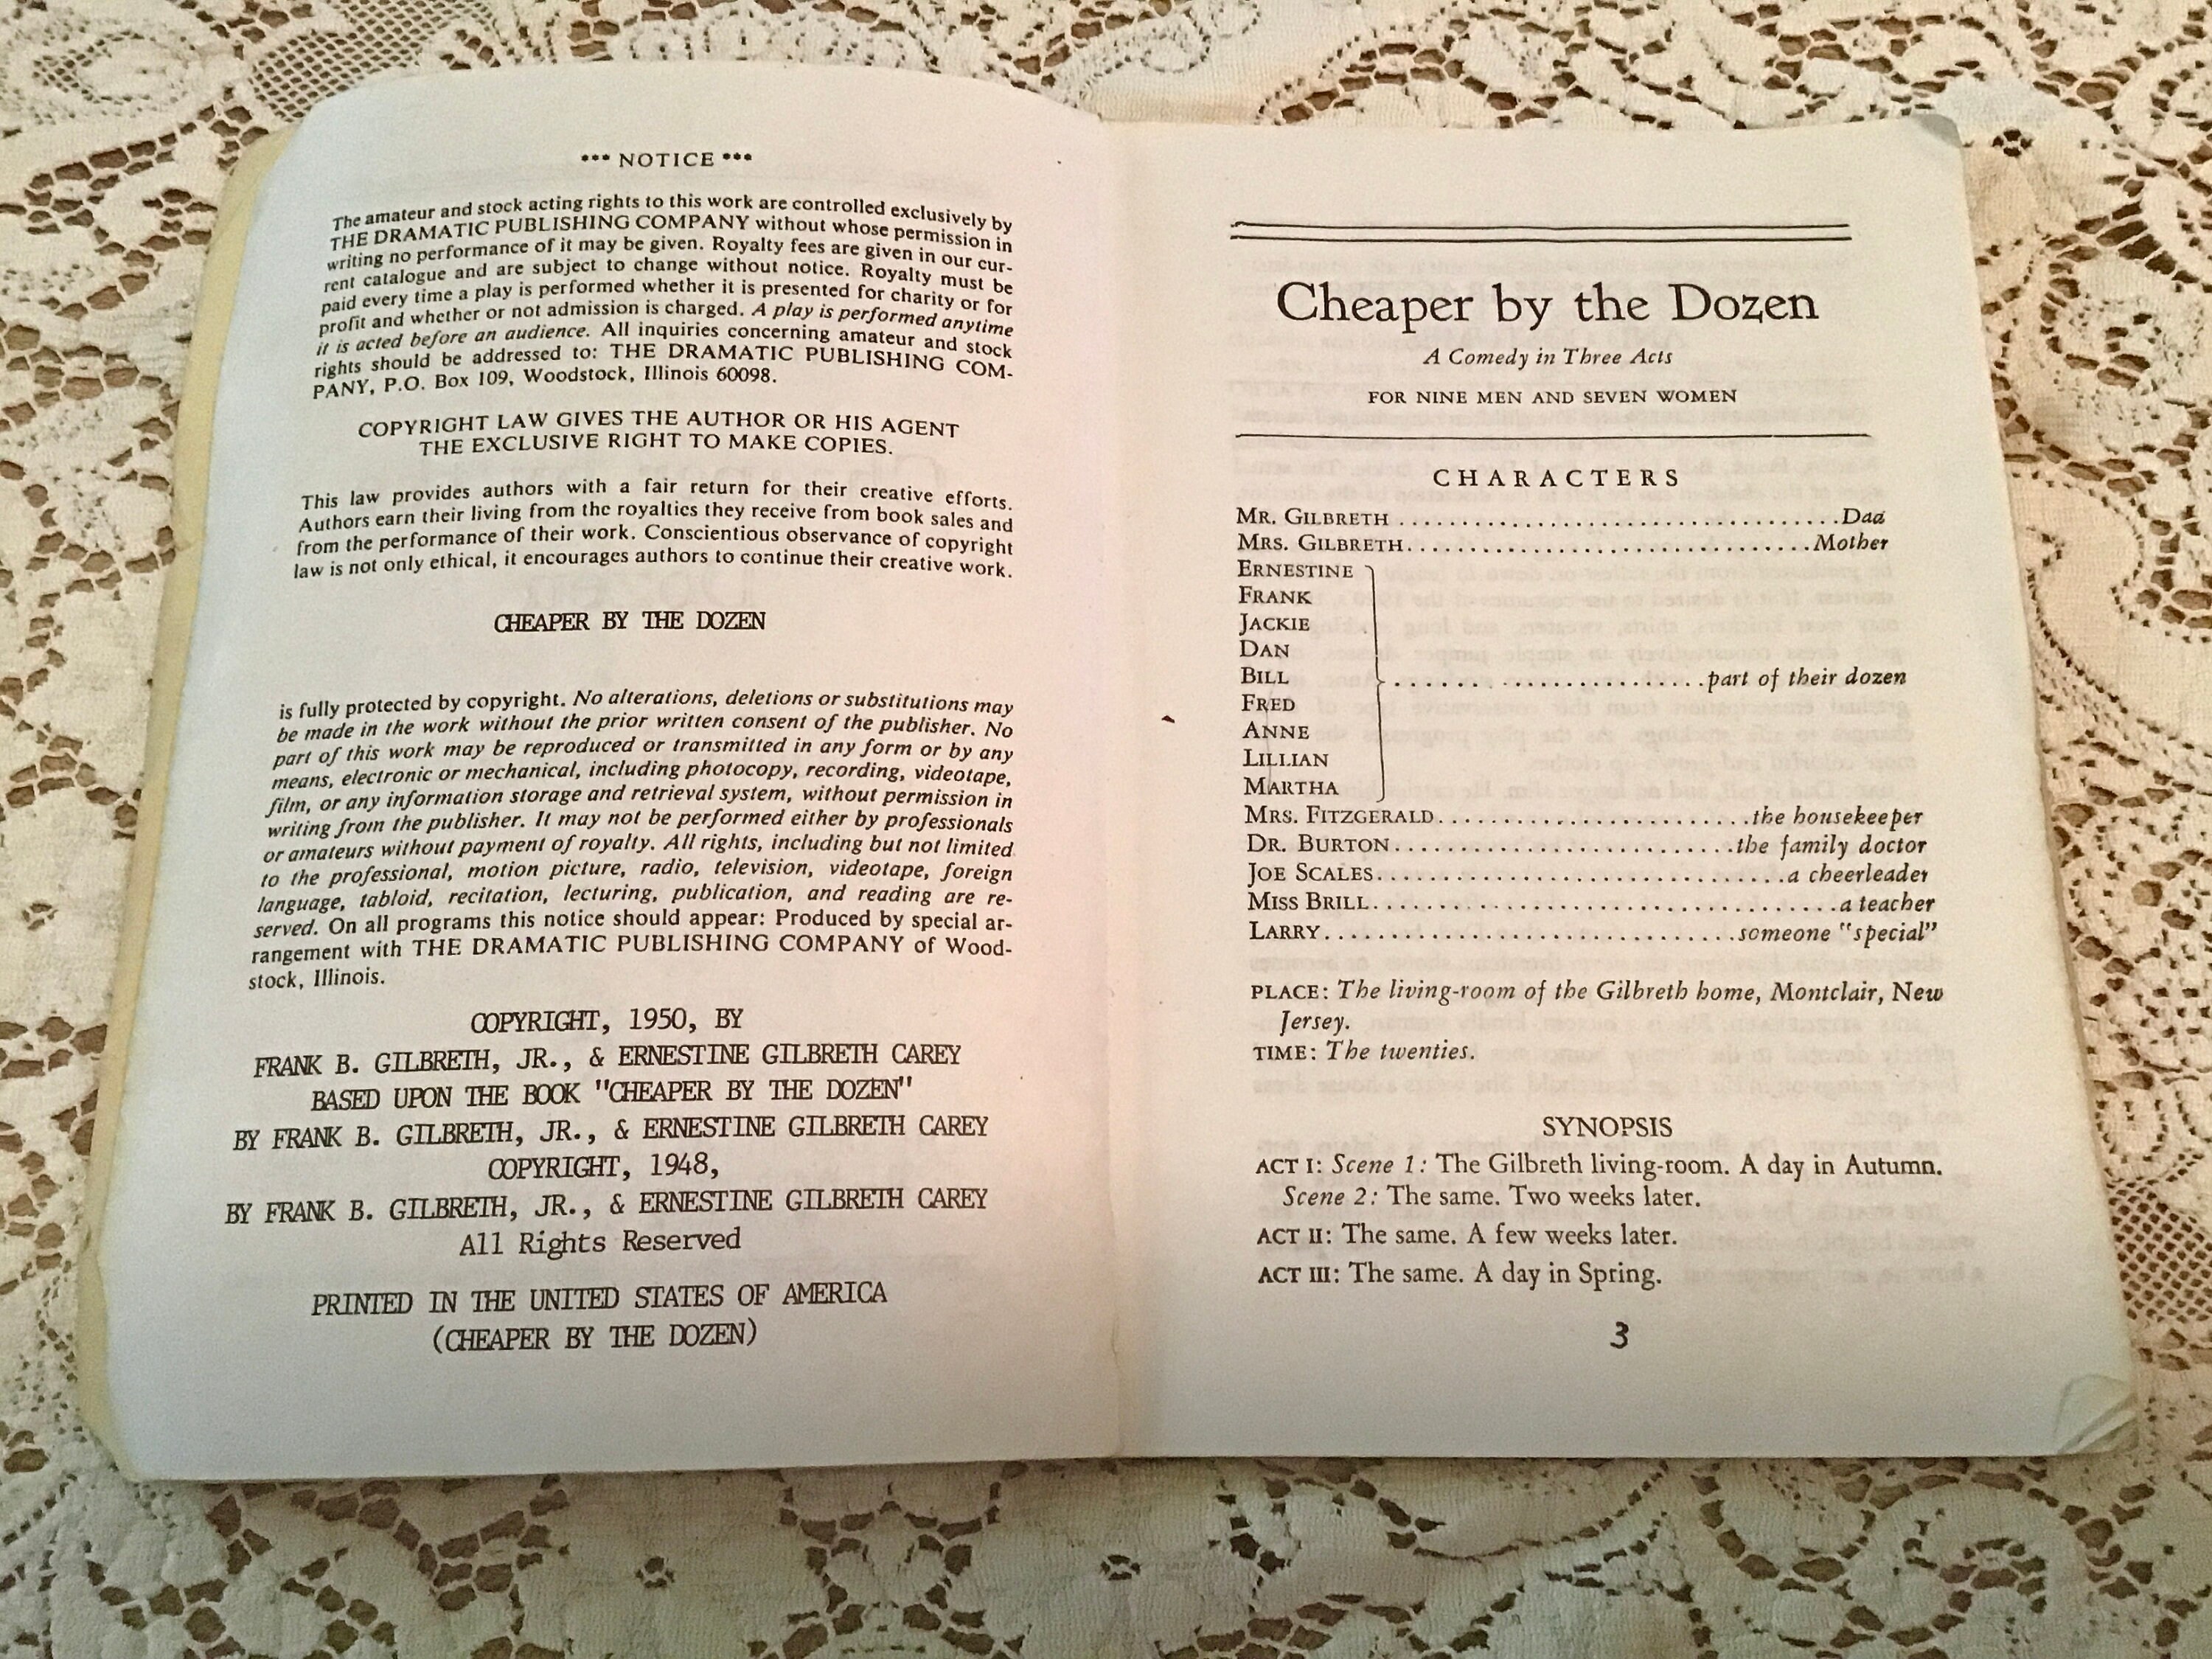 *** NOTICE ***
The amateur and stock acting rights to this work are controlled exclusively by
THE DRAMATIC PUBLISHING COMPANY without whose permission in
writing no performance of it may be given. Royalty fees are given in our cur-
rent catalogue and are subject to change without notice. Royalty must be
paid every time a play is performed whether it is presented for charity or for
profit and whether or not admission is charged. A play is performed anytime
it is acted before an audience. All inquiries concerning amateur and stock
rights should be addressed to: THE DRAMATIC PUBLISHING COM-
PANY, P.O. Box 109, Woodstock, Illinois 60098.
COPYRIGHT LAW GIVES THE AUTHOR OR HIS AGENT
THE EXCLUSIVE RIGHT TO MAKE COPIES.
This law provides authors with a fair return for their creative efforts.
Authors earn their living from the royalties they receive from book sales and
from the performance of their work. Conscientious observance of copyright
law is not only ethical, it encourages authors to continue their creative work.
CHEAPER BY THE DOZEN
is fully protected by copyright. No alterations, deletions or substitutions may
be made in the work without the prior written consent of the publisher. No
part of this work may be reproduced or transmitted in any form or by any
means, electronic or mechanical, including photocopy, recording, videotape,
film, or any information storage and retrieval system, without permission in
writing from the publisher. It may not be performed either by professionals
or amateurs without payment of royalty. All rights, including but not limited
to the professional, motion picture, radio, television, videotape, foreign
language, tabloid, recitation, lecturing, publication, and reading are re-
served. On all programs this notice should appear: Produced by special ar-
rangement with THE DRAMATIC PUBLISHING COMPANY of Wood-
stock, Illinois.
COPYRIGHT, 1950, BY
FRANK B. GILBRETH, JR., & ERNESTINE GILBRETH CAREY
BASED UPON THE BOOK "CHEAPER BY THE DOZEN"
BY FRANK B. GILBRETH, JR., & ERNESTINE GILBRETH CAREY
COPYRIGHT, 1948,
BY FRANK B. GILBRETH, JR., & ERNESTINE GILBRETH CAREY
All Rights Reserved
PRINTED IN THE UNITED STATES OF AMERICA
(CHEAPER BY THE DOZEN)
Cheaper by the Dozen
A Comedy in Three Acts
FOR NINE MEN AND SEVEN WOMEN
CHARACTERS
MR. GILBRETH ................................. Dad
MRS. GILBRETH .............................. Mother
ERNESTINE
FRANK
JACKIE
DAN
BILL ....................... part of their dozen
FRED
ANNE
LILLIAN
MARTHA
MRS. FITZGERALD ....................... the housekeeper
DR. BURTON ......................... the family doctor
JOE SCALES .............................. a cheerleader
MISS BRILL .................................. a teacher
LARRY .............................. someone "special"
PLACE: The living-room of the Gilbreth home, Montclair, New
Jersey.
TIME: The twenties.
SYNOPSIS
ACT I: Scene 1: The Gilbreth living-room. A day in Autumn.
Scene 2: The same. Two weeks later.
ACT II: The same. A few weeks later.
ACT III: The same. A day in Spring.
3